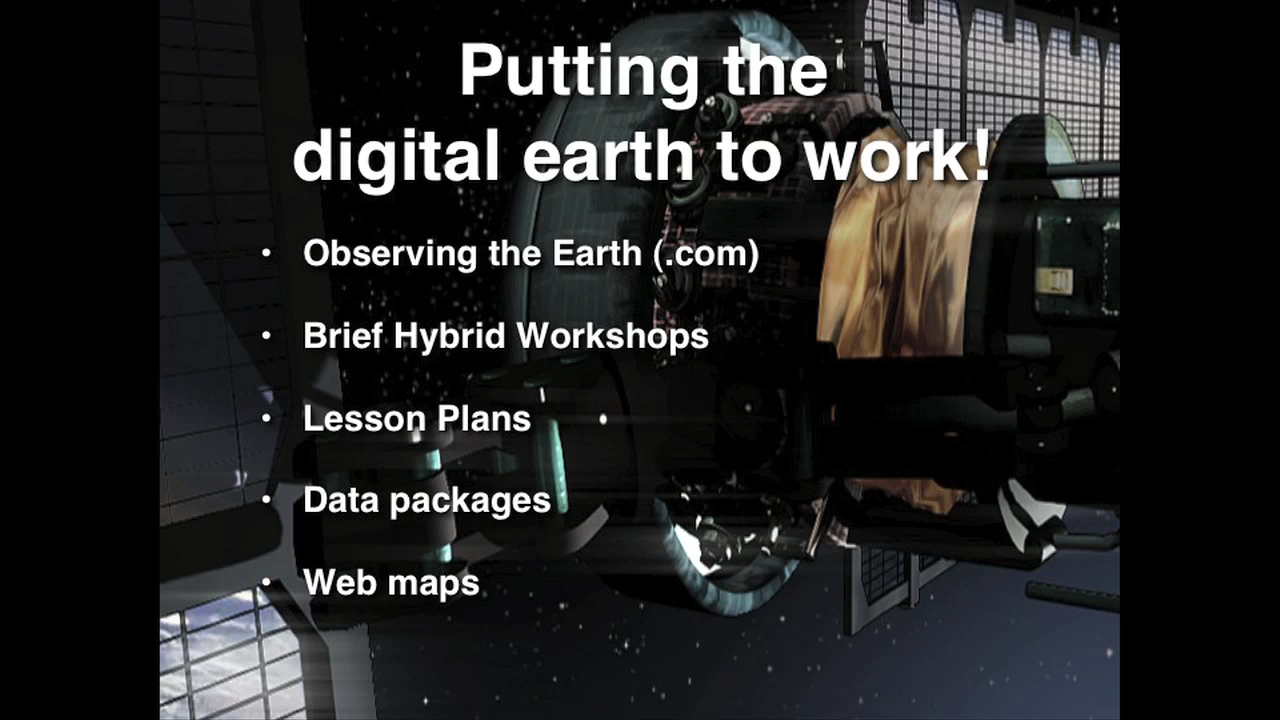 Putting the
digital earth to work!
• Observing the Earth (.com)
• Brief Hybrid Workshops
• Lesson Plans
• Data packages
• Web maps